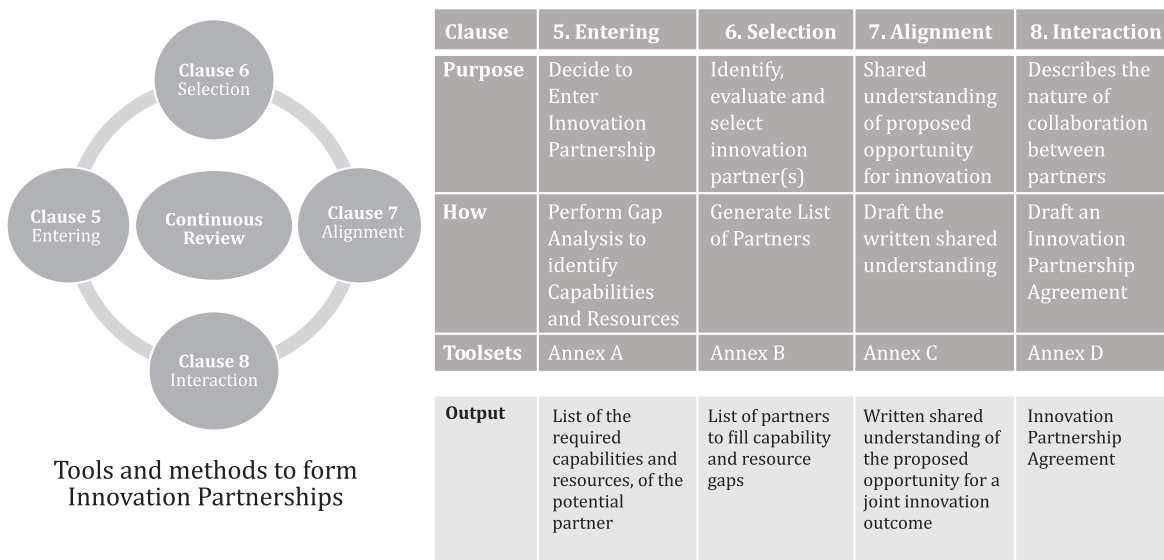 Clause 6
Selection
Clause 5
Entering
Continuous
Review
Clause 7
Alignment
Clause 8
Interaction
Tools and methods to form
Innovation Partnerships
Clause
5. Entering
6. Selection
7. Alignment
8. Interaction
Purpose
Decide to
Enter
Innovation
Partnership
Identify,
evaluate and
select
innovation
partner(s)
Shared
understanding
of proposed
opportunity
for innovation
Describes the
nature of
collaboration
between
partners
How
Perform Gap
Analysis to
identify
Capabilities
and Resources
Generate List
of Partners
Draft the
written shared
understanding
Draft an
Innovation
Partnership
Agreement
Toolsets
Annex A
Annex B
Annex C
Annex D
Output
List of the
required
capabilities and
resources, of the
potential
partner
List of partners
to fill capability
and resource
gaps
Written shared
understanding of
the proposed
opportunity for a
joint innovation
outcome
Innovation
Partnership
Agreement